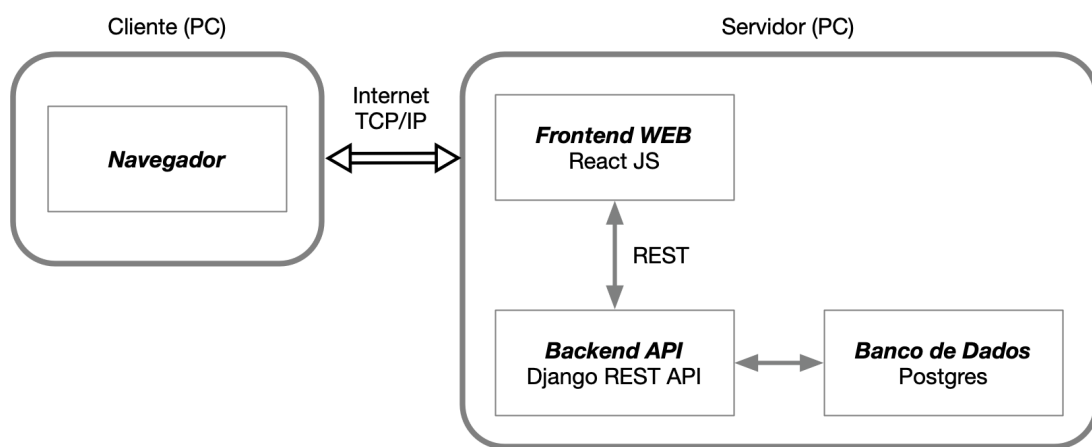 Cliente (PC)
Servidor (PC)
Internet
TCP/IP
Navegador
Frontend WEB
React JS
REST
Backend API
Django REST API
Banco de Dados
Postgres